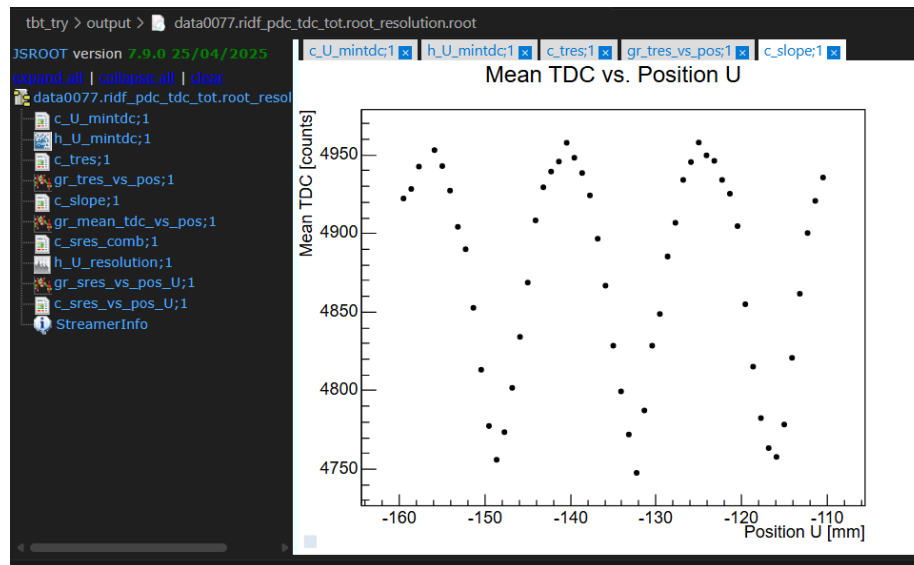 tbt_try > output > data0077.ridf_pdc_tdc_tot.root_resolution.root
JSROOT version 7.9.0 25/04/2025
expand all | collapse all | clear
data0077.ridf_pdc_tdc_tot.root_resol
c_U_mintdc;1
h_U_mintdc;1
c_tres;1
gr_tres_vs_pos;1
c_slope;1
gr_mean_tdc_vs_pos;1
c_sres_comb;1
h_U_resolution;1
gr_sres_vs_pos_U;1
c_sres_vs_pos_U;1
StreamerInfo
c_U_mintdc;1 x h_U_mintdc;1 x c_tres;1 x gr_tres_vs_pos;1 x c_slope;1 x
Mean TDC vs. Position U
Mean TDC [counts]
4950
4900
4850
4800
4750
-160 -150 -140 -130 -120 -110
Position U [mm]